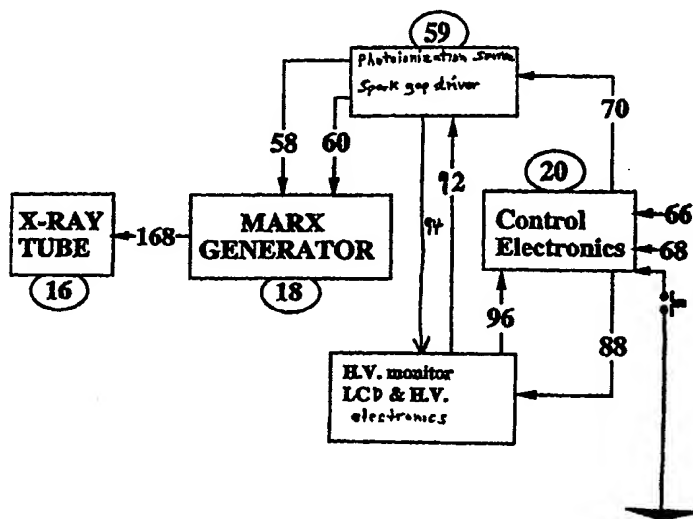 59
Photoionization source
Spark gap driver
58
60
70
92
94
20
Control
Electronics
66
68
X-RAY
TUBE
168
MARX
GENERATOR
16
18
96
88
H.V. monitor
LCD & H.V.
electronics